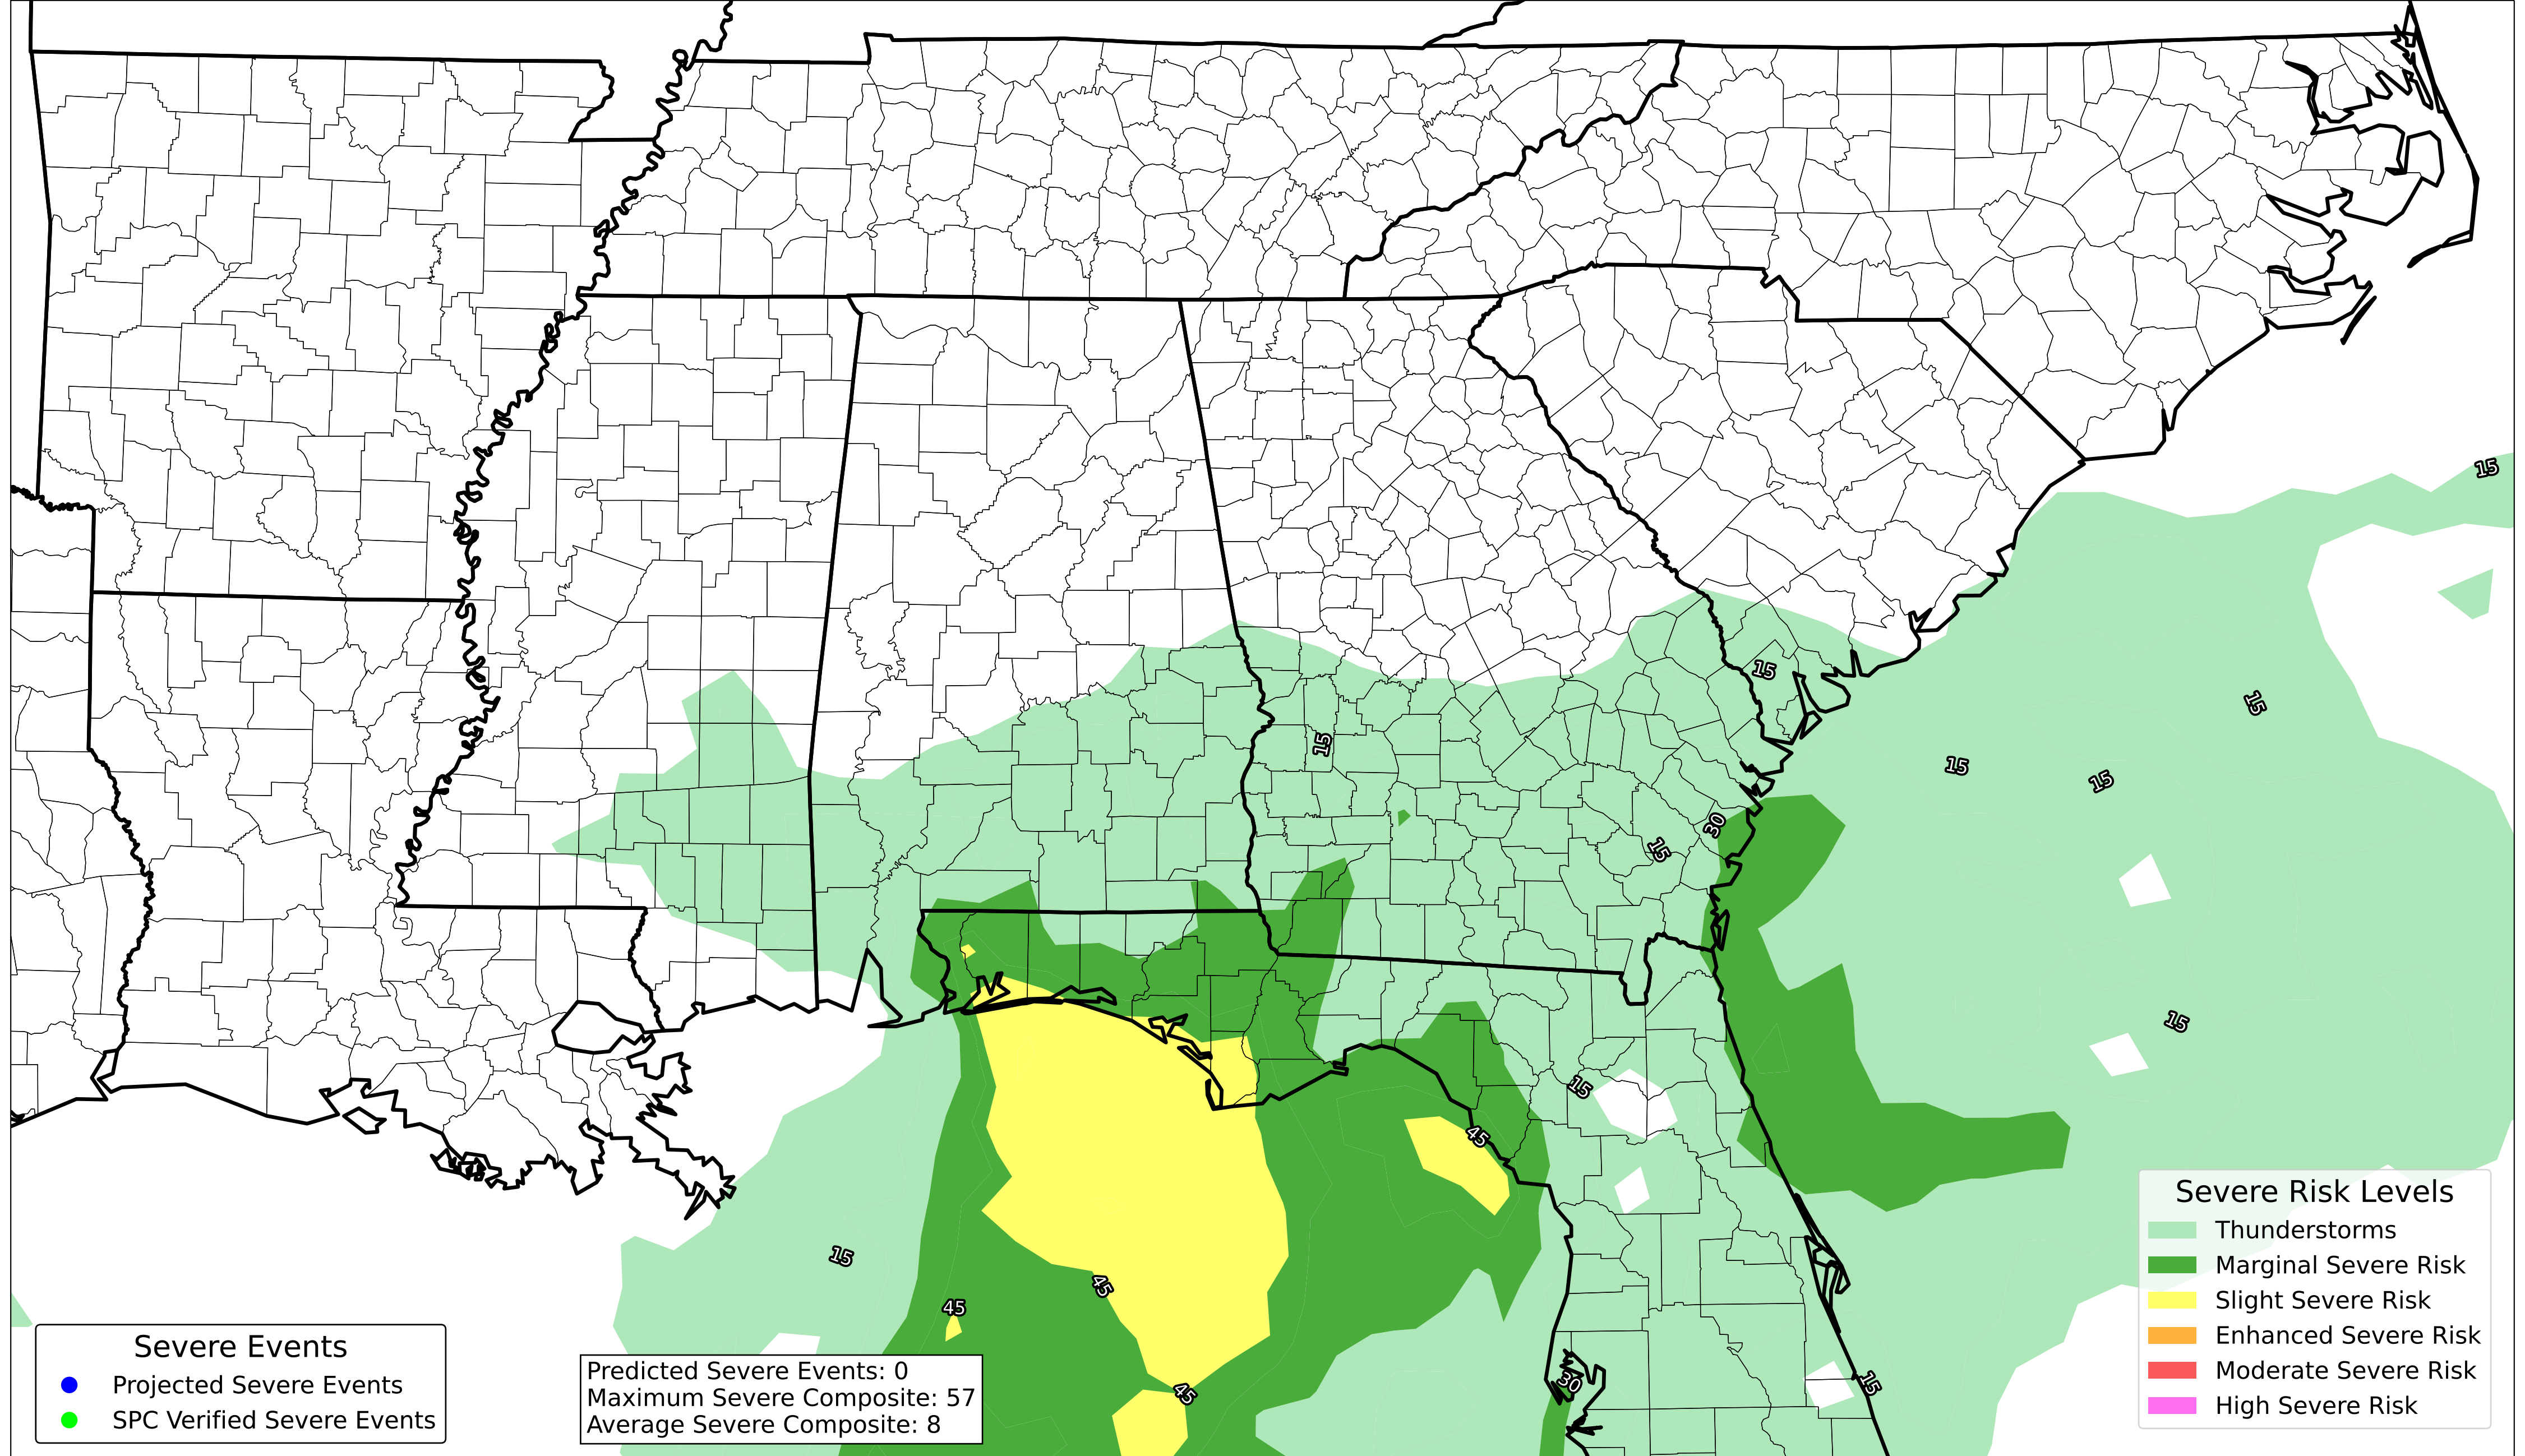 15
15
15
15
15
15
30
15
15
15
45
15
45
45
45
30
15
Severe Risk Levels
Thunderstorms
Marginal Severe Risk
Slight Severe Risk
Enhanced Severe Risk
Moderate Severe Risk
High Severe Risk
Severe Events
Projected Severe Events
SPC Verified Severe Events
Predicted Severe Events: 0
Maximum Severe Composite: 57
Average Severe Composite: 8